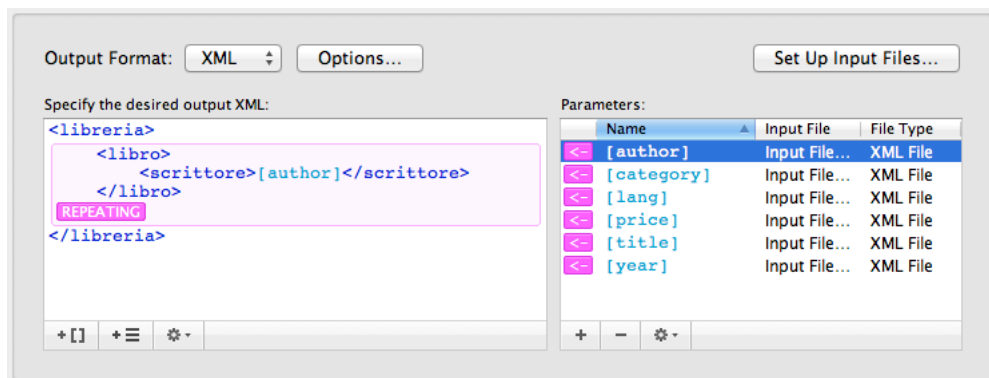 Output Format: XML Options... Set Up Input Files...
Specify the desired output XML:
<libreria>
<libro>
<scrittore>[author]</scrittore>
</libro>
REPEATING
</libreria>
+[] +
Parameters:
Name Input File File Type
<- [author] Input File... XML File
<- [category] Input File... XML File
<- [lang] Input File... XML File
<- [price] Input File... XML File
<- [title] Input File... XML File
<- [year] Input File... XML File
+ −